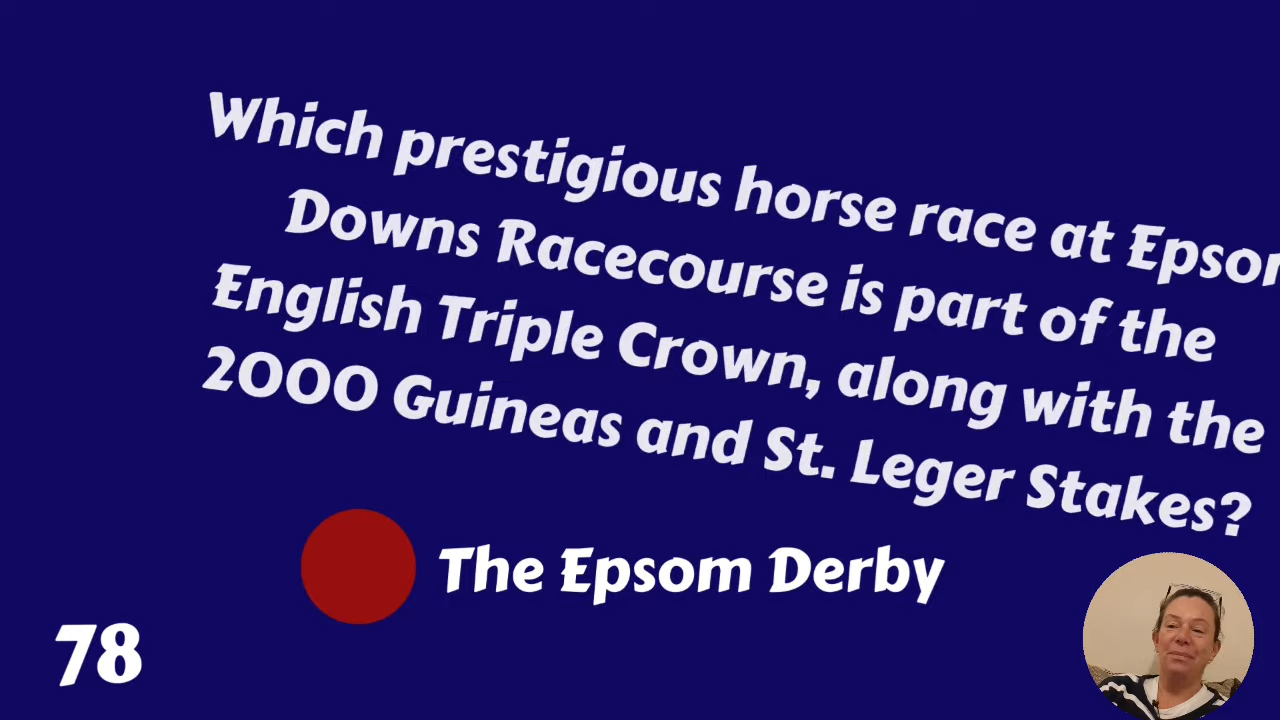 Which prestigious horse race at Epsom
Downs Racecourse is part of the
English Triple Crown, along with the
2000 Guineas and St. Leger Stakes?
The Epsom Derby
78